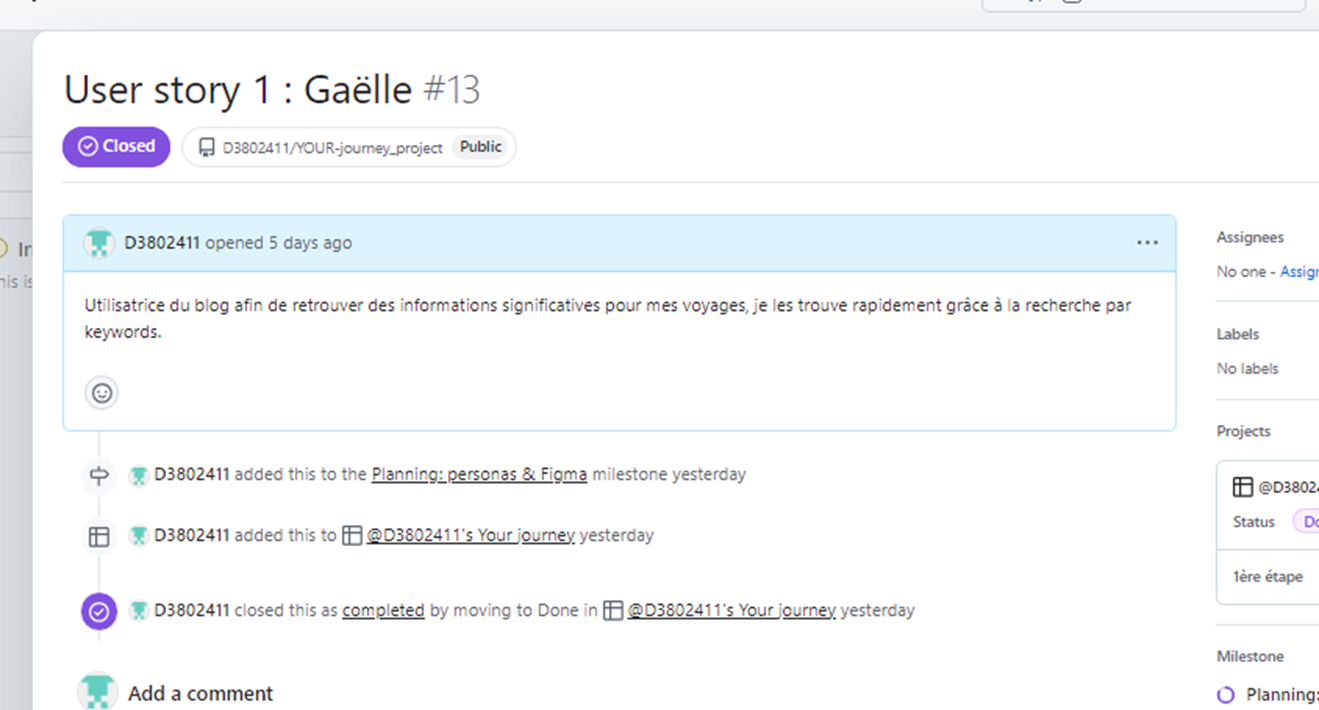 User story 1 : Gaëlle #13
Closed
D3802411/YOUR-journey_project Public
D3802411 opened 5 days ago
Utilisatrice du blog afin de retrouver des informations significatives pour mes voyages, je les trouve rapidement grâce à la recherche par
keywords.
D3802411 added this to the Planning: personas & Figma milestone yesterday
D3802411 added this to @D3802411's Your journey yesterday
D3802411 closed this as completed by moving to Done in @D3802411's Your journey yesterday
Add a comment
Assignees
No one -
Labels
No labels
Projects
Status
1ère étape
Milestone
Planning: